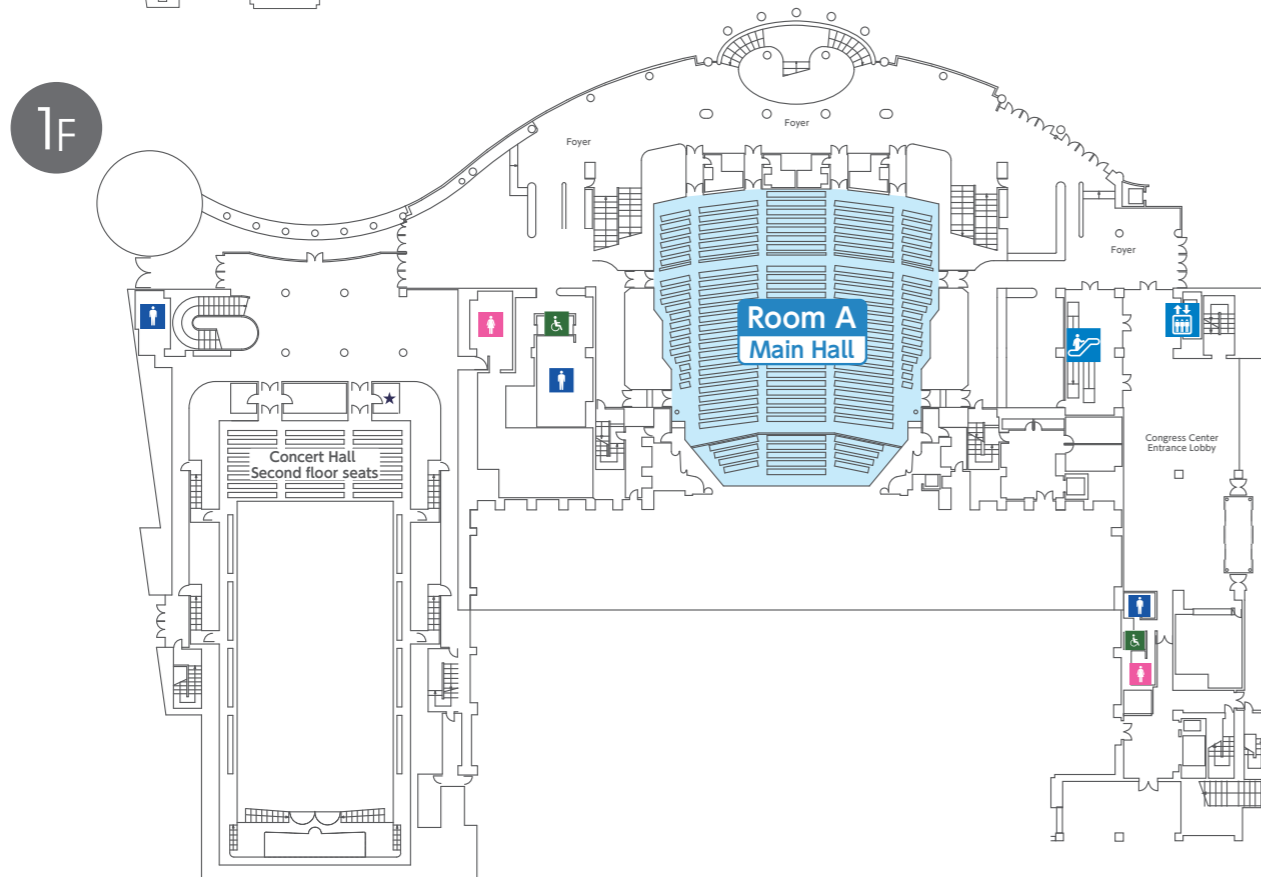 1F
Foyer
Foyer
Foyer
Room A
Main Hall
Congress Center
Entrance Lobby
Concert Hall
Second floor seats